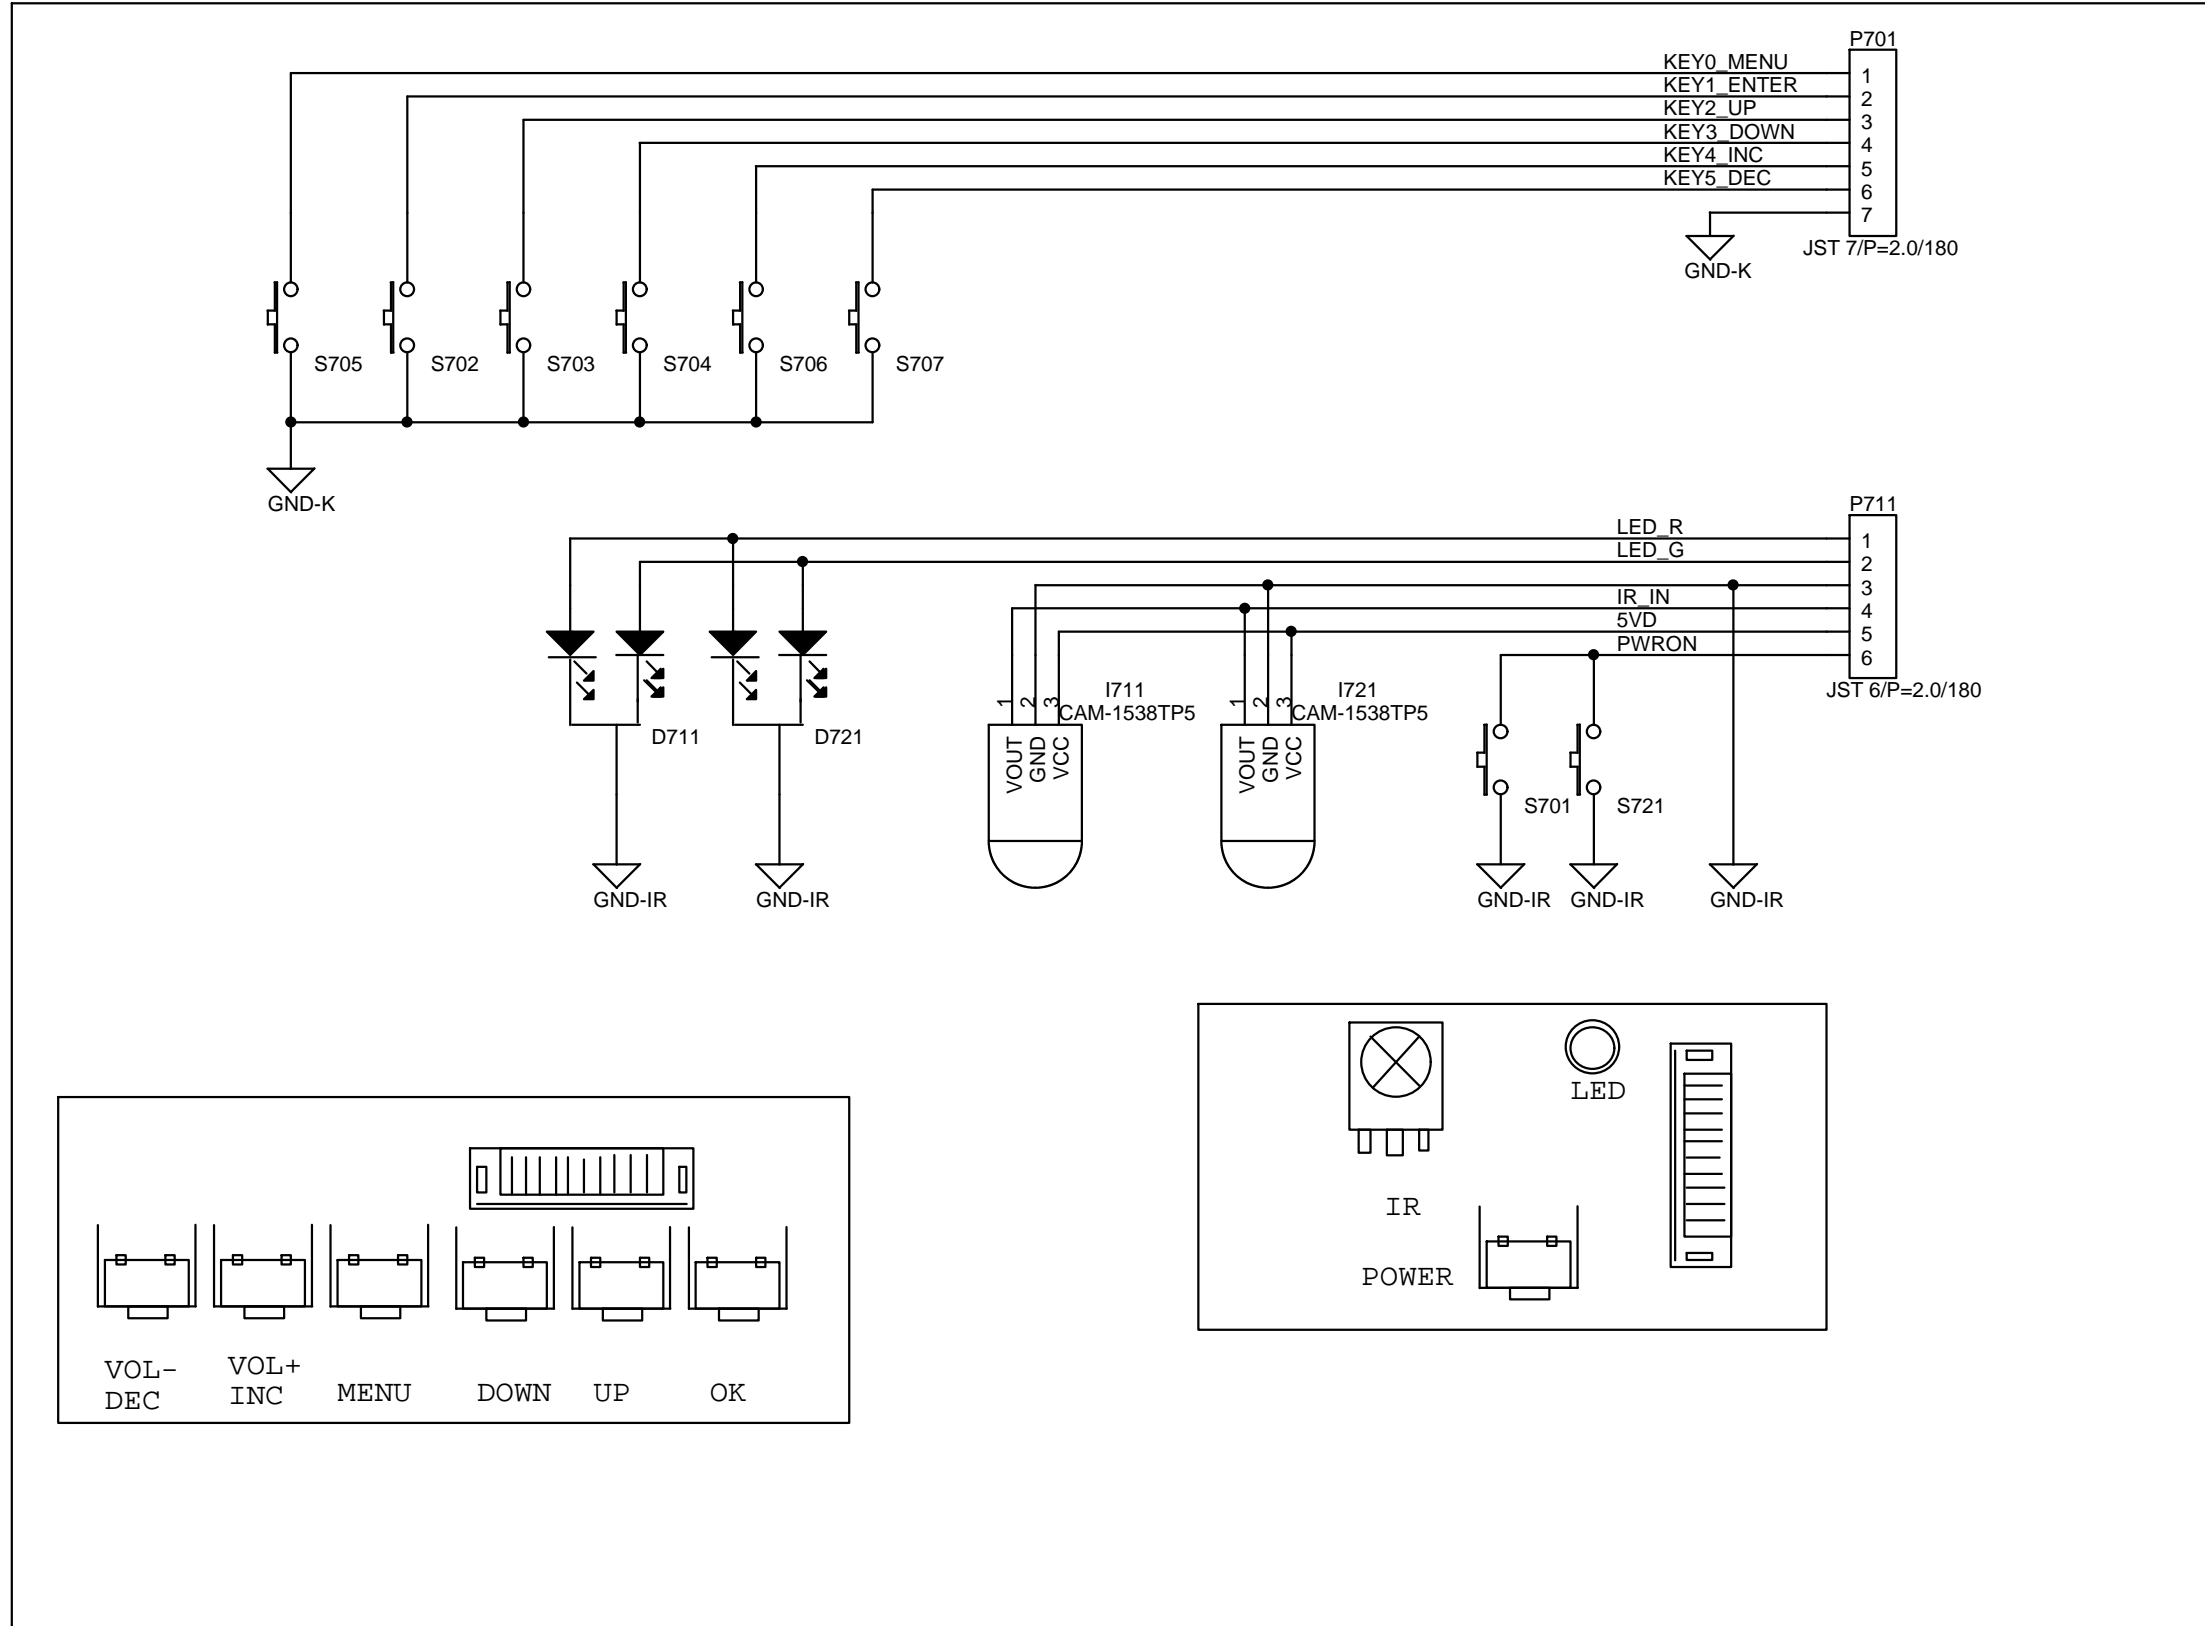 P701
KEY0_MENU
1
KEY1_ENTER
2
KEY2_UP
3
KEY3_DOWN
4
KEY4_INC
5
KEY5_DEC
6
7
JST 7/P=2.0/180
GND-K
S705 S702 S703 S704 S706 S707
GND-K
P711
LED_R
1
LED_G
2
3
IR_IN
4
5VD
5
PWRON
6
JST 6/P=2.0/180
I711
CAM-1538TP5
1 2 3
VOUT
GND
VCC
I721
CAM-1538TP5
1 2 3
VOUT
GND
VCC
D711 D721
S701 S721
GND-IR GND-IR GND-IR GND-IR GND-IR
LED
IR
POWER
VOL-
DEC
VOL+
INC
MENU DOWN UP OK